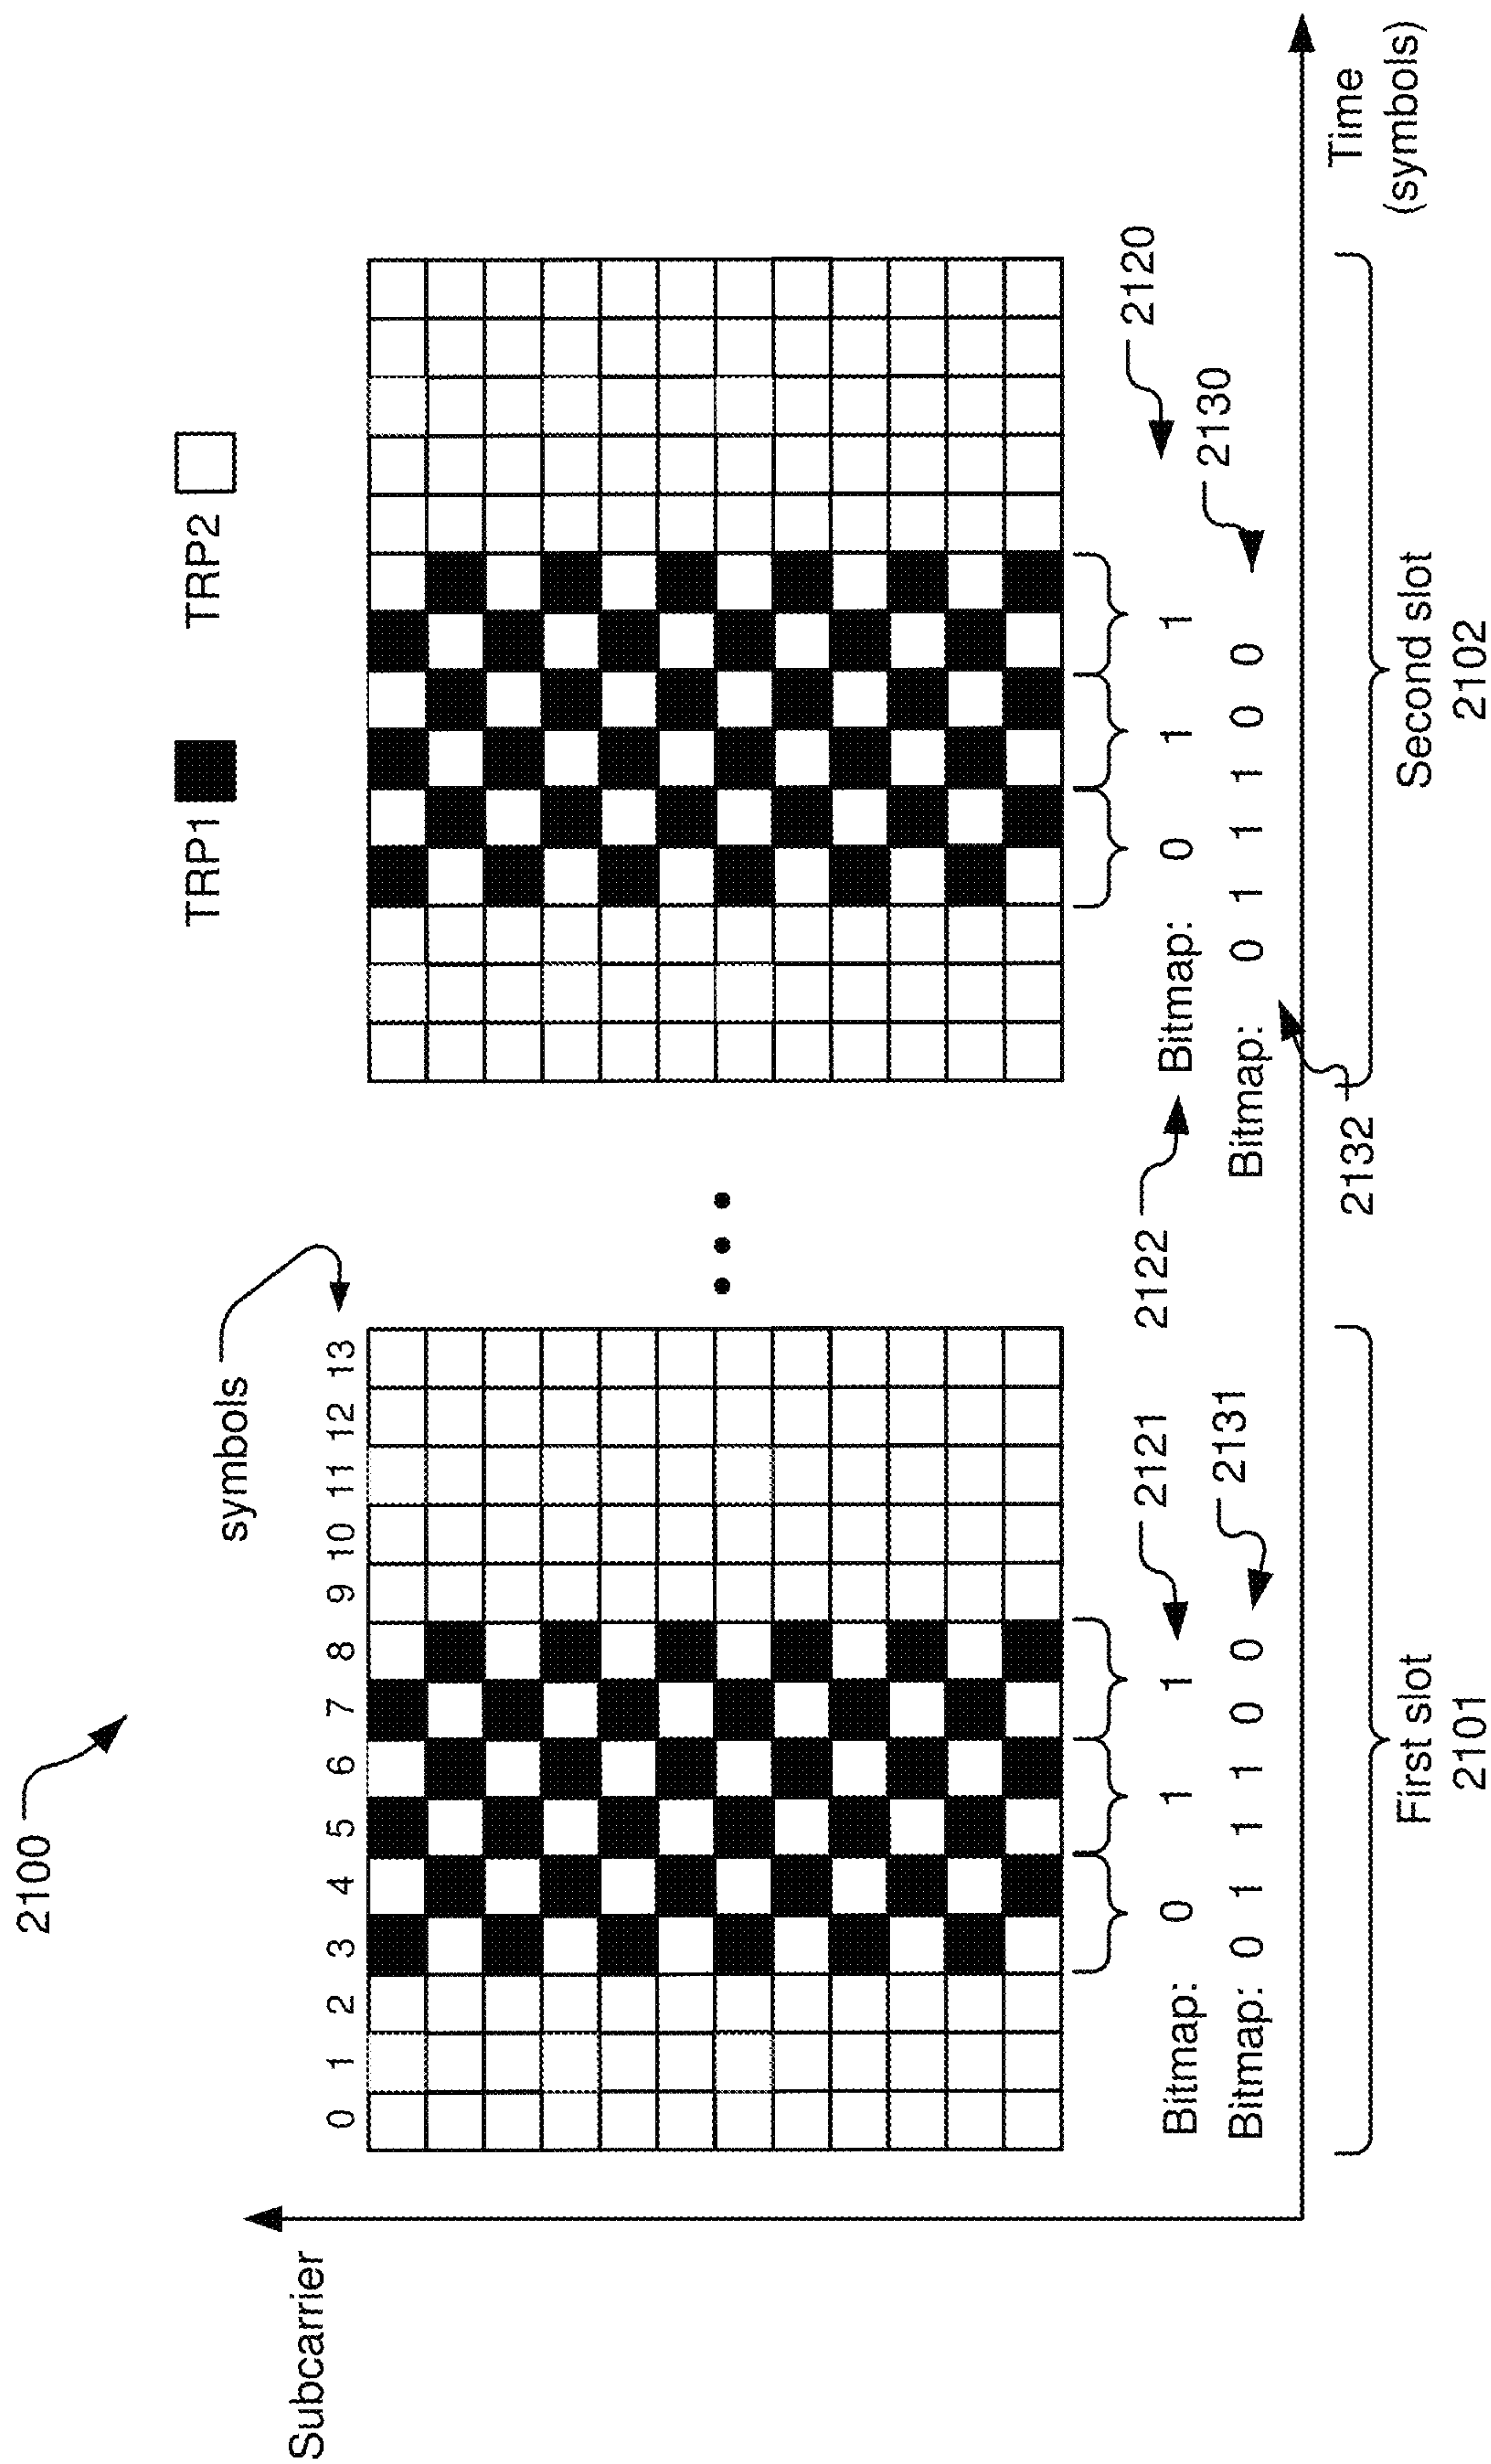 2100
TRP1
TRP2
symbols
0 1 2 3 4 5 6 7 8 9 10 11 12 13
Subcarrier
2121
2122
2120
Bitmap: 0 1 1
Bitmap: 0 1 1
2131
2130
Bitmap: 0 1 1 1 0 0
Bitmap: 0 1 1 1 0 0
2132
Time
(symbols)
First slot
2101
Second slot
2102